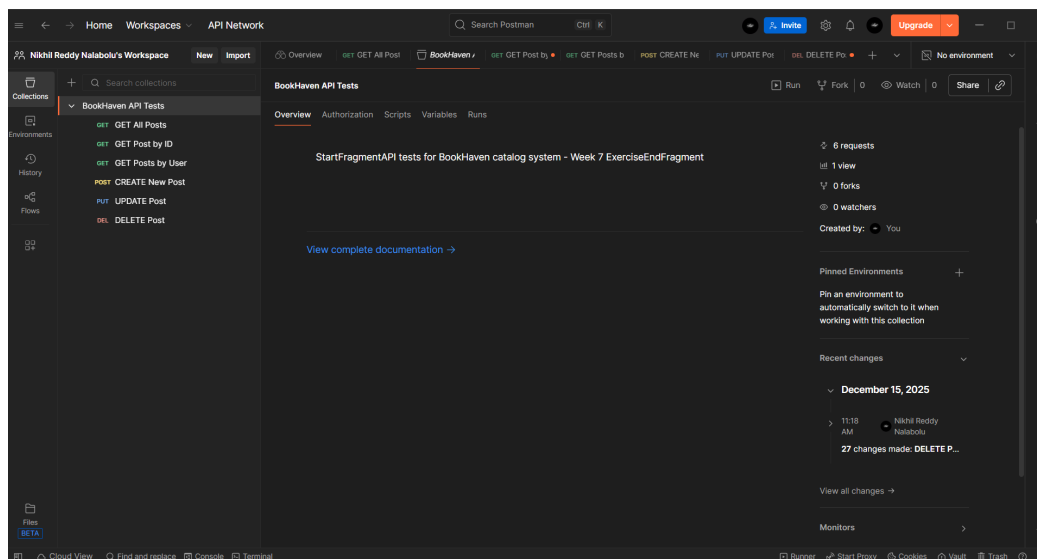 Home Workspaces API Network Search Postman Ctrl K Invite Upgrade
Nikhil Reddy Nalabolu's Workspace New Import Overview GET GET All Post BookHaven GET GET Post by GET GET Posts b POST CREATE Ne PUT UPDATE Pos DEL DELETE Po No environment
Collections
Environments
History
Flows
Files
BETA
Search collections
BookHaven API Tests
GET GET All Posts
GET GET Post by ID
GET GET Posts by User
POST CREATE New Post
PUT UPDATE Post
DEL DELETE Post
BookHaven API Tests Run Fork 0 Watch 0 Share
Overview Authorization Scripts Variables Runs
StartFragmentAPI tests for BookHaven catalog system - Week 7 ExerciseEndFragment
View complete documentation →
6 requests
1 view
0 forks
0 watchers
Created by: You
Pinned Environments
Pin an environment to
automatically switch to it when
working with this collection
Recent changes
December 15, 2025
11:18 AM Nikhil Reddy Nalabolu
27 changes made: DELETE P...
View all changes →
Monitors
Cloud View Find and replace Console Terminal Runner Start Proxy Cookies Vault Trash